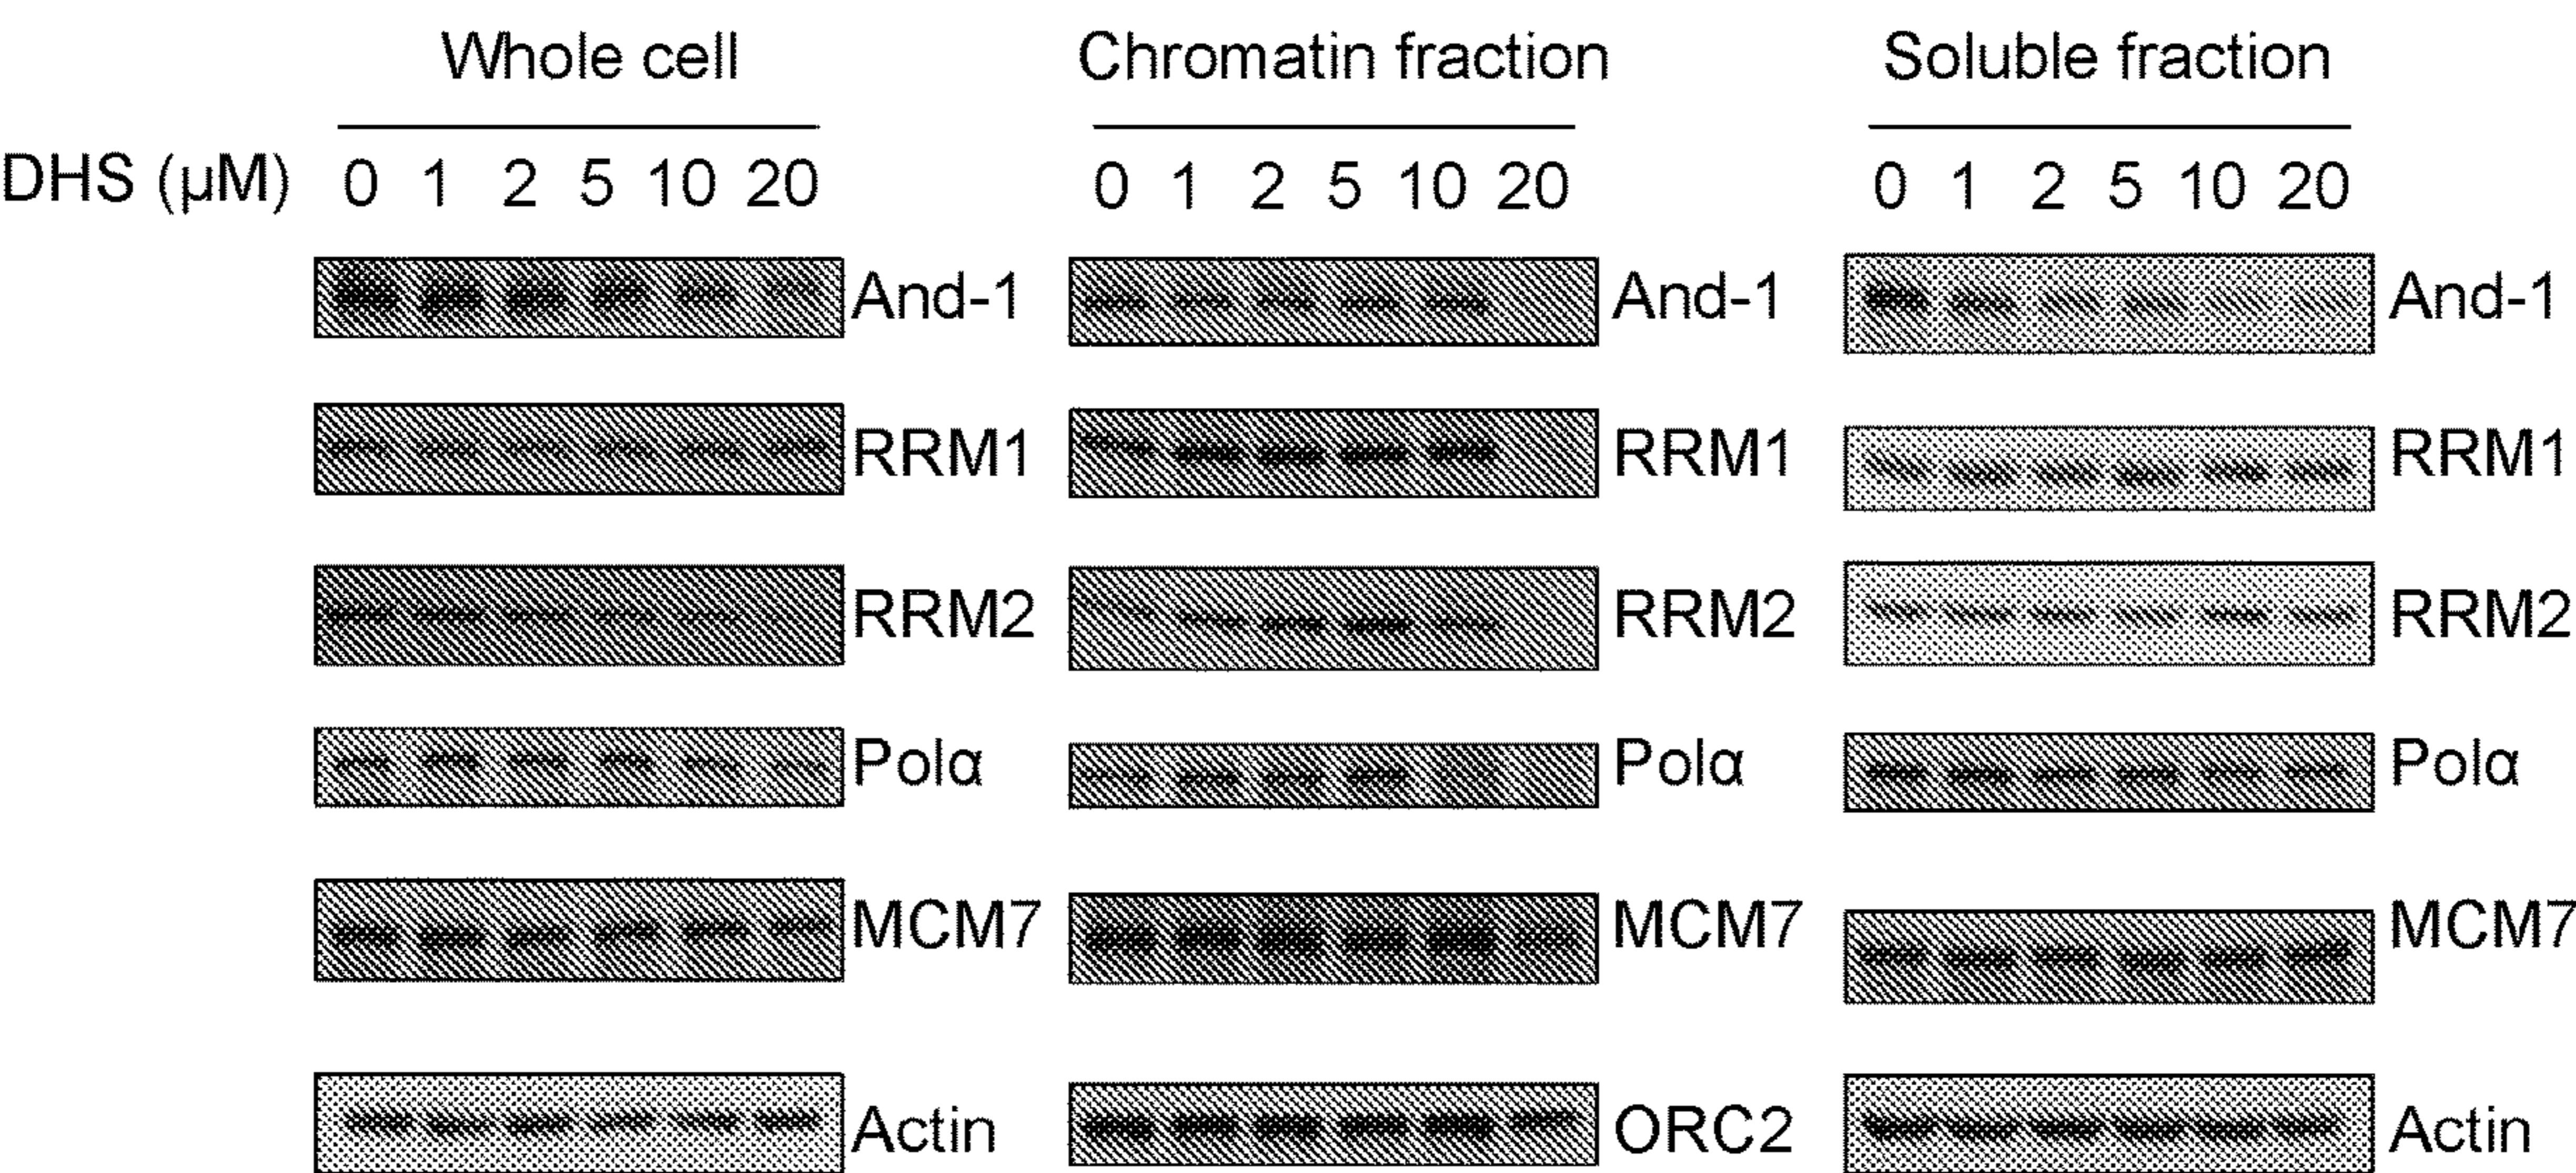 Whole cell Chromatin fraction Soluble fraction
DHS (μM) 0 1 2 5 10 20 0 1 2 5 10 20 0 1 2 5 10 20
And-1 And-1 And-1
RRM1 RRM1 RRM1
RRM2 RRM2 RRM2
Polα Polα Polα
MCM7 MCM7 MCM7
Actin ORC2 Actin